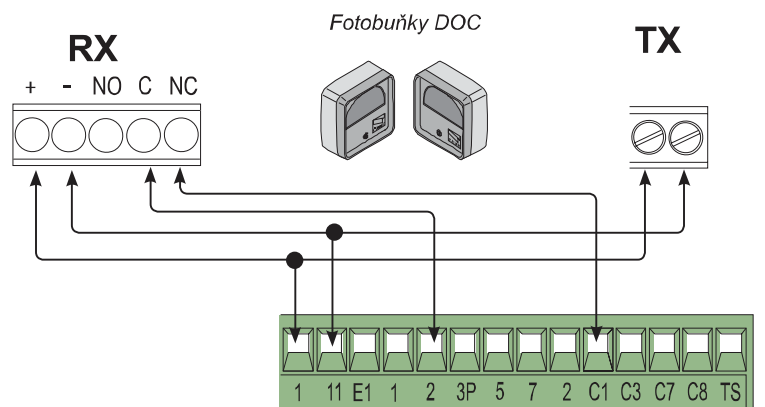 Fotobuňky DOC
RX
TX
+ - NO C NC
1 11 E1 1 2 3P 5 7 2 C1 C3 C7 C8 TS